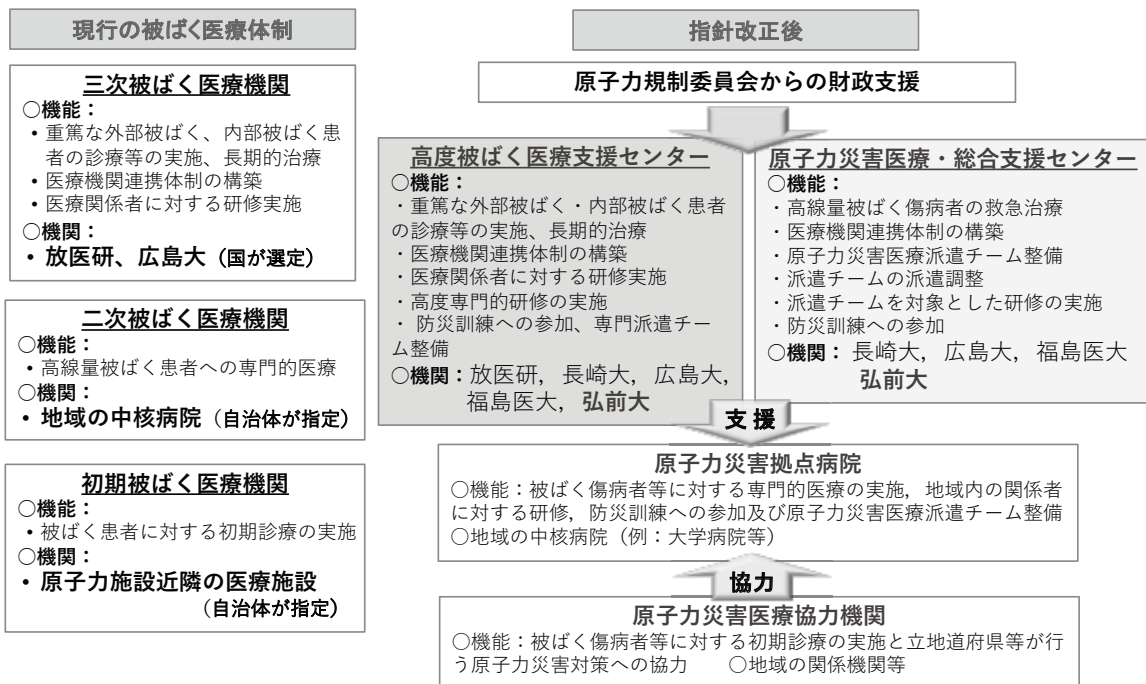 現行の被ばく医療体制
三次被ばく医療機関
○機能：
・重篤な外部被ばく、内部被ばく患
者の診療等の実施、長期的治療
・医療機関連携体制の構築
・医療関係者に対する研修実施
○機関：
・放医研、広島大（国が選定）
二次被ばく医療機関
○機能：
・高線量被ばく患者への専門的医療
○機関：
・地域の中核病院（自治体が指定）
初期被ばく医療機関
○機能：
・被ばく患者に対する初期診療の実施
○機関：
・原子力施設近隣の医療施設
（自治体が指定）
指針改正後
原子力規制委員会からの財政支援
高度被ばく医療支援センター
○機能：
・重篤な外部被ばく・内部被ばく患者
の診療等の実施、長期的治療
・医療機関連携体制の構築
・医療関係者に対する研修実施
・高度専門的研修の実施
・ 防災訓練への参加、専門派遣チー
ム整備
○機関：放医研，長崎大，広島大，
福島医大，弘前大
原子力災害医療・総合支援センター
○機能：
・高線量被ばく傷病者の救急治療
・医療機関連携体制の構築
・原子力災害医療派遣チーム整備
・派遣チームの派遣調整
・派遣チームを対象とした研修の実施
・防災訓練への参加
○機関：長崎大，広島大，福島医大
弘前大
支 援
原子力災害拠点病院
○機能：被ばく傷病者等に対する専門的医療の実施，地域内の関係者
に対する研修，防災訓練への参加及び原子力災害医療派遣チーム整備
○地域の中核病院（例：大学病院等）
協力
原子力災害医療協力機関
○機能：被ばく傷病者等に対する初期診療の実施と立地道府県等が行
う原子力災害対策への協力　○地域の関係機関等